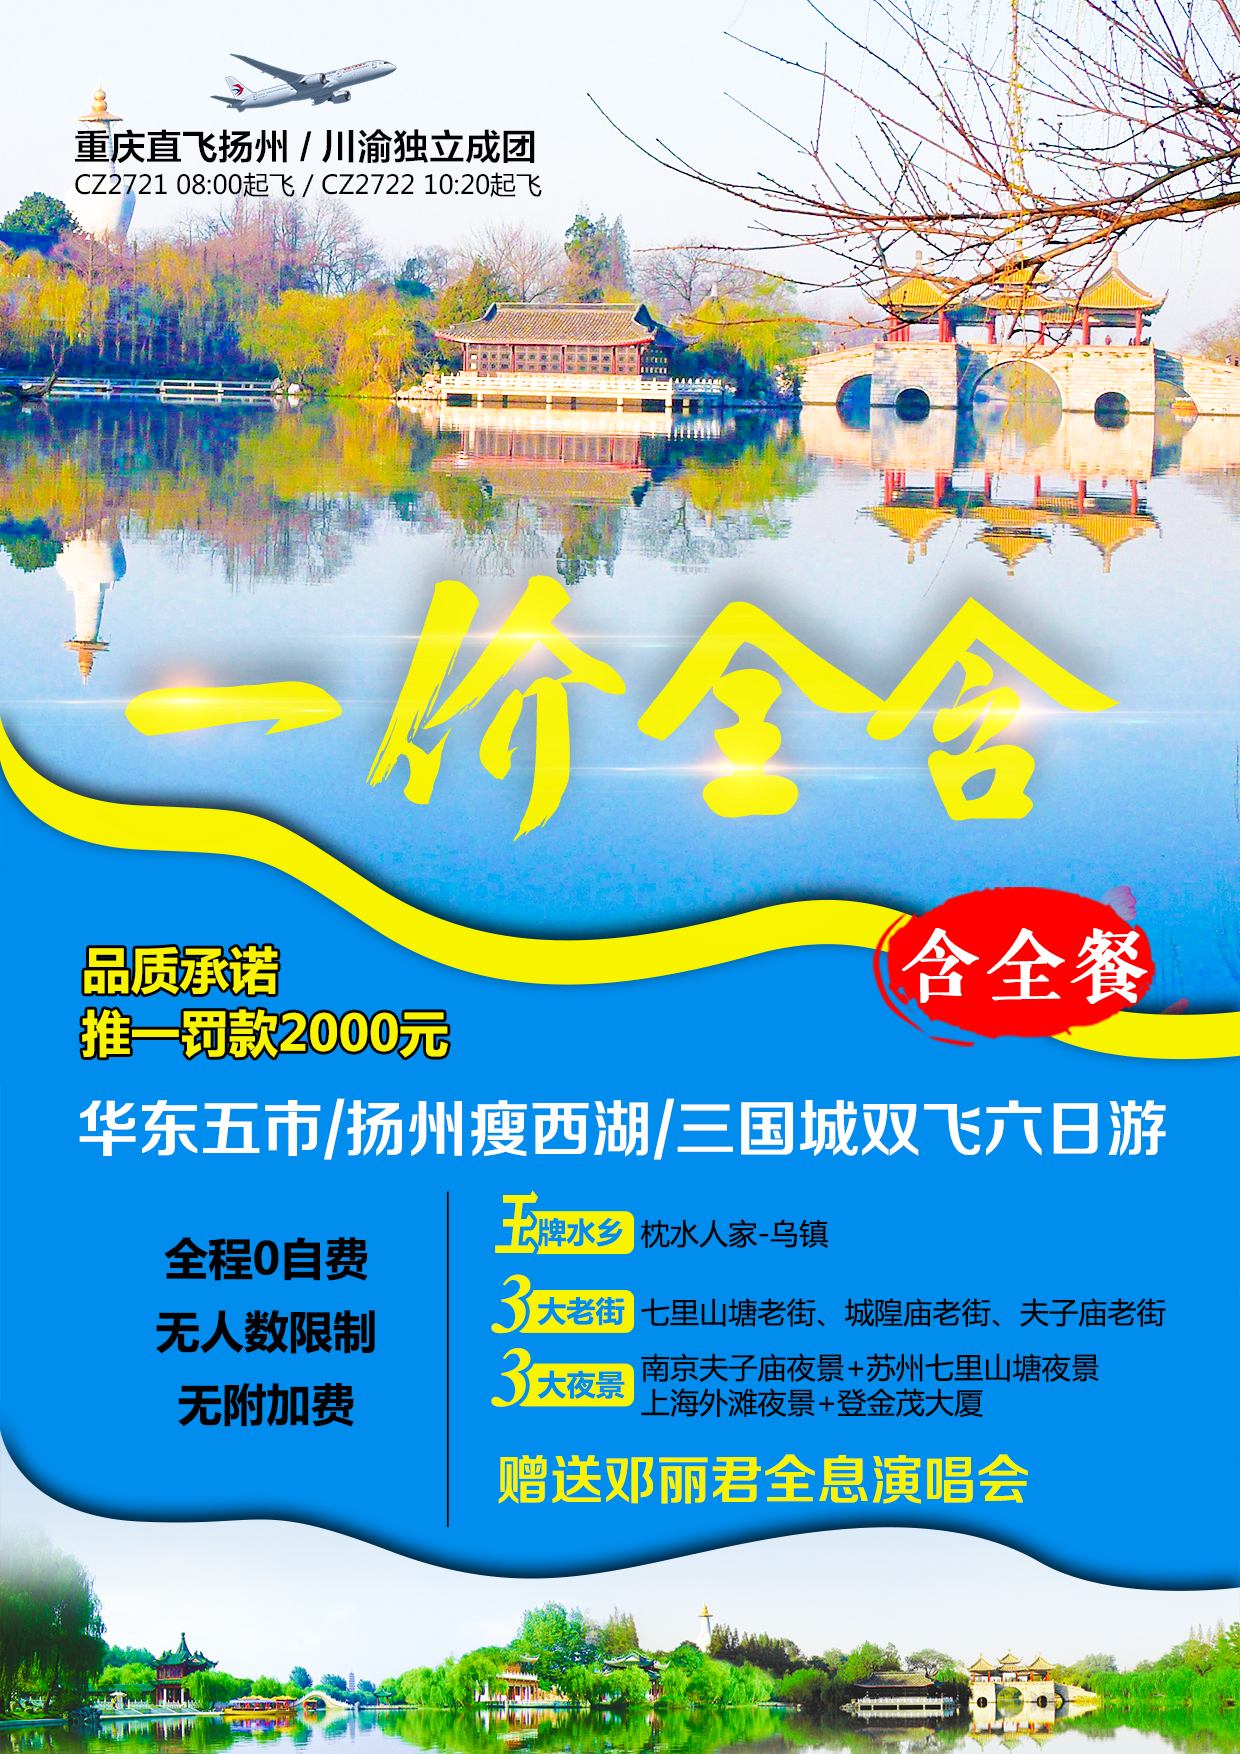 重庆直飞扬州 / 川渝独立成团
CZ2721 08:00起飞 / CZ2722 10:20起飞
一价全含
含全餐
品质承诺
推一罚款2000元
华东五市/扬州瘦西湖/三国城双飞六日游
全程0自费
无人数限制
无附加费
王牌水乡 枕水人家-乌镇
3大老街 七里山塘老街、城隍庙老街、夫子庙老街
3大夜景 南京夫子庙夜景+苏州七里山塘夜景
上海外滩夜景+登金茂大厦
赠送邓丽君全息演唱会